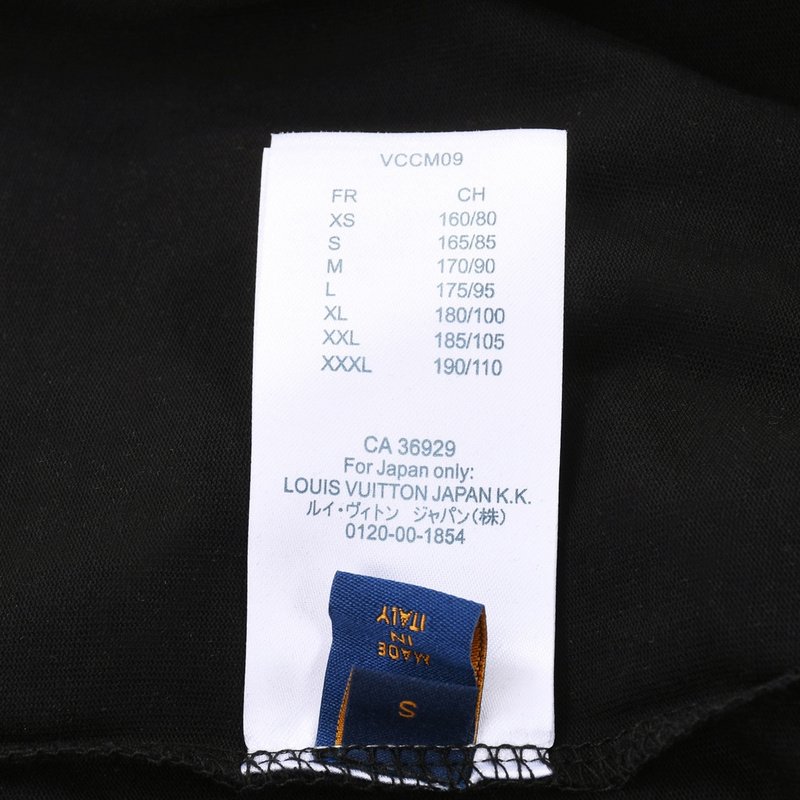 VCCM09
FR CH
XS 160/80
S 165/85
M 170/90
L 175/95
XL 180/100
XXL 185/105
XXXL 190/110
CA 36929
For Japan only:
LOUIS VUITTON JAPAN K.K.
ルイ・ヴィトン ジャパン(株)
0120-00-1854
MADE
IN
ITALY
S